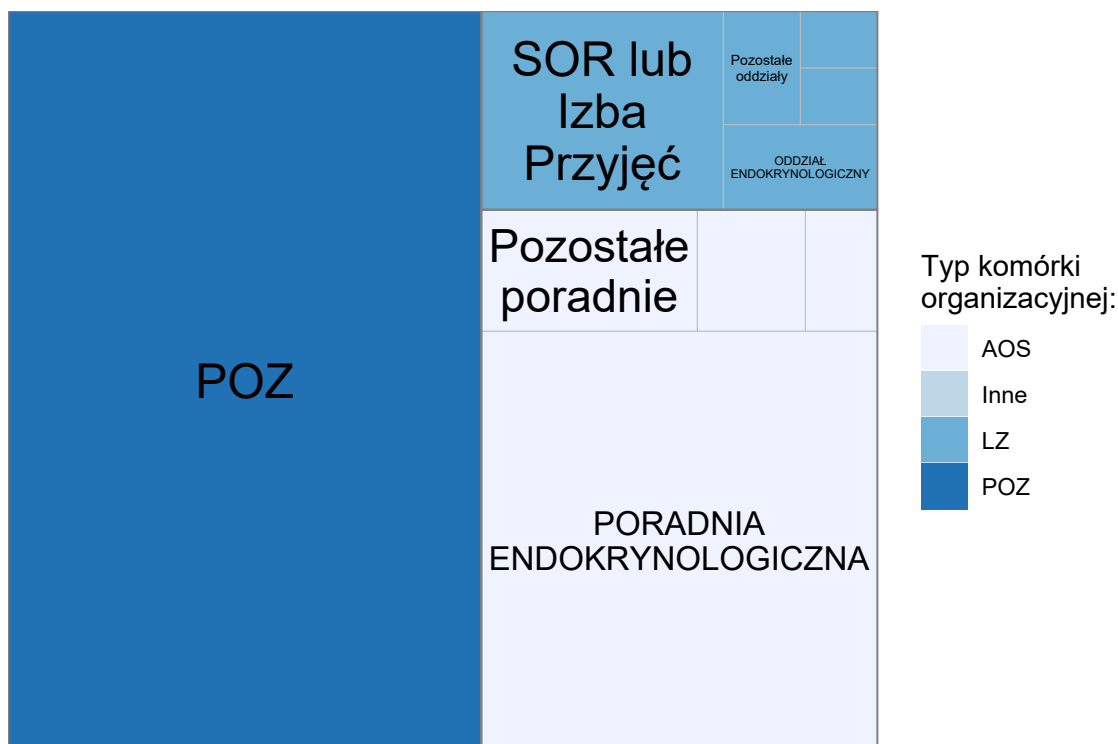 POZ
SOR lub
Izba
Przyjęć
Pozostałe
oddziały
ODDZIAŁ
ENDOKRYNOLOGICZNY
Pozostałe
poradnie
PORADNIA
ENDOKRYNOLOGICZNA
Typ komórki
organizacyjnej:
AOS
Inne
LZ
POZ